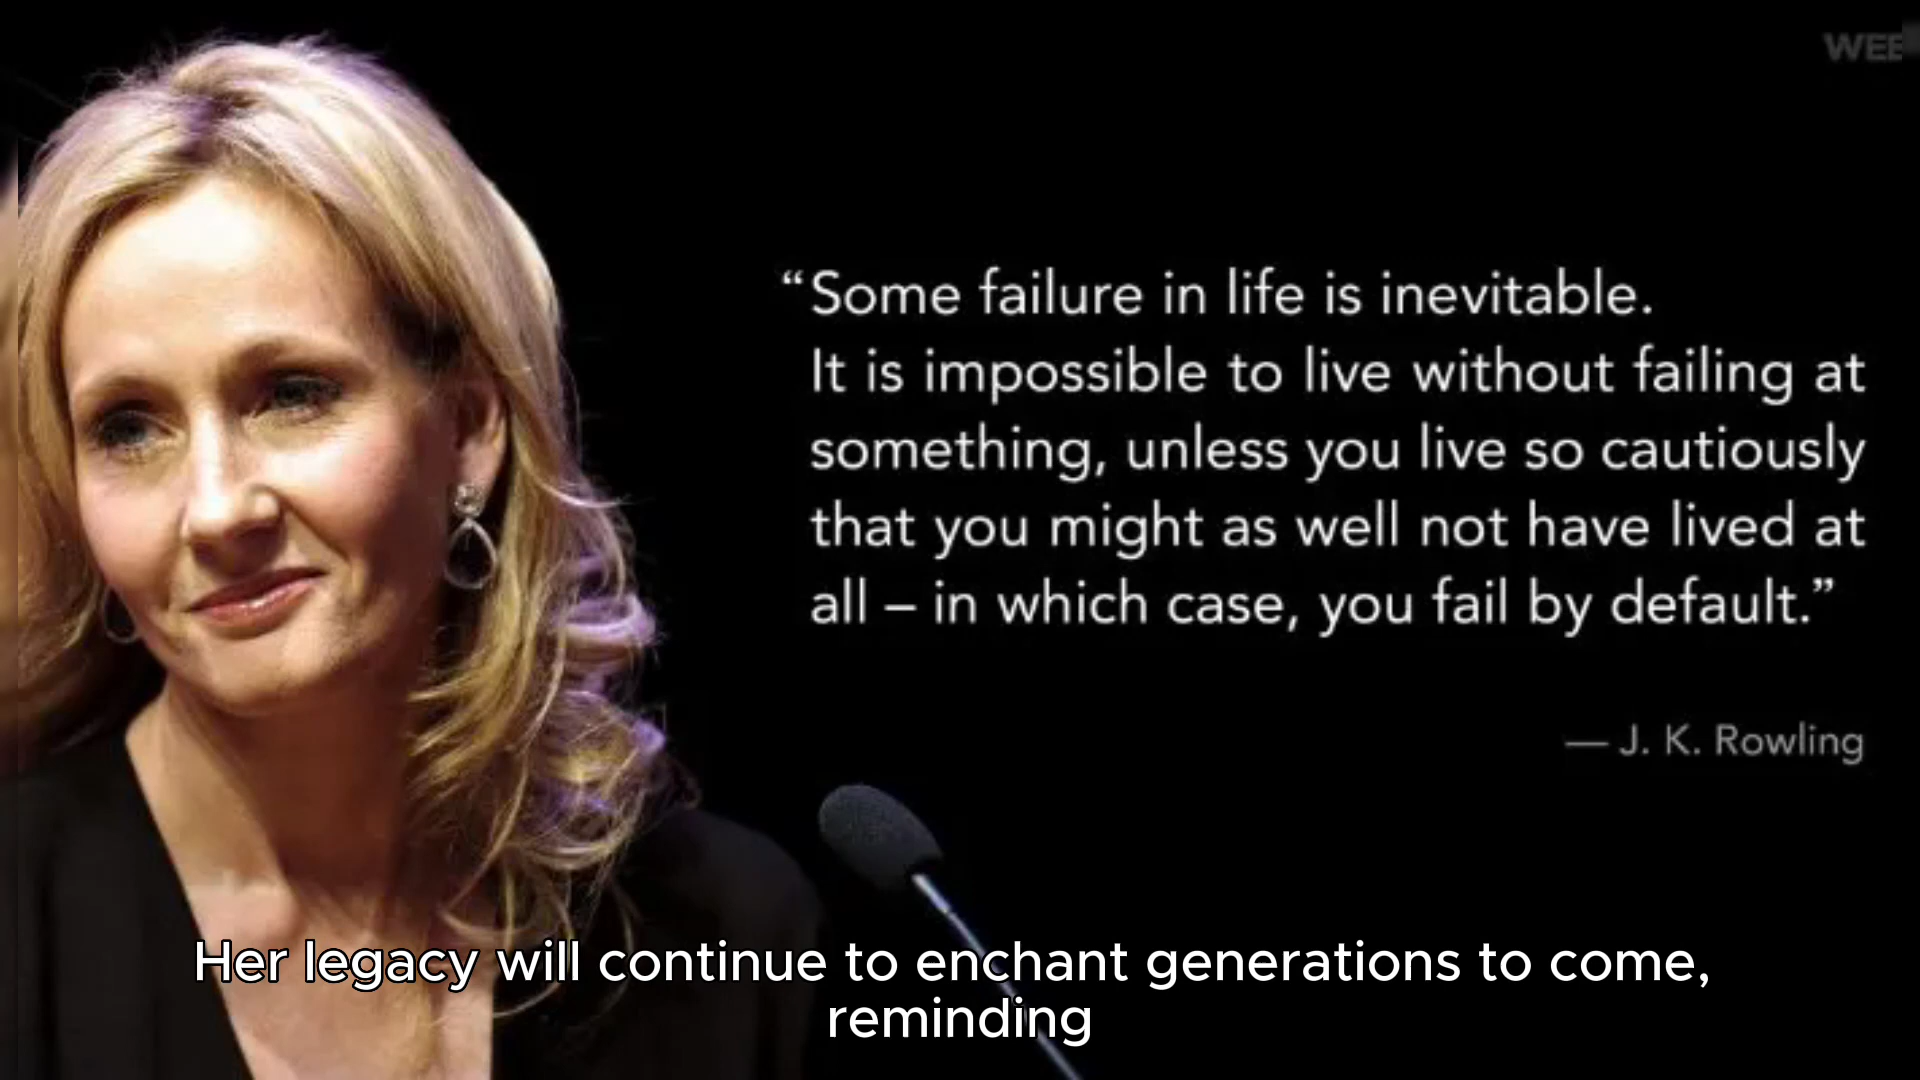 WEE
“Some failure in life is inevitable.
It is impossible to live without failing at
something, unless you live so cautiously
that you might as well not have lived at
all – in which case, you fail by default.”
— J. K. Rowling
Her legacy will continue to enchant generations to come,
reminding